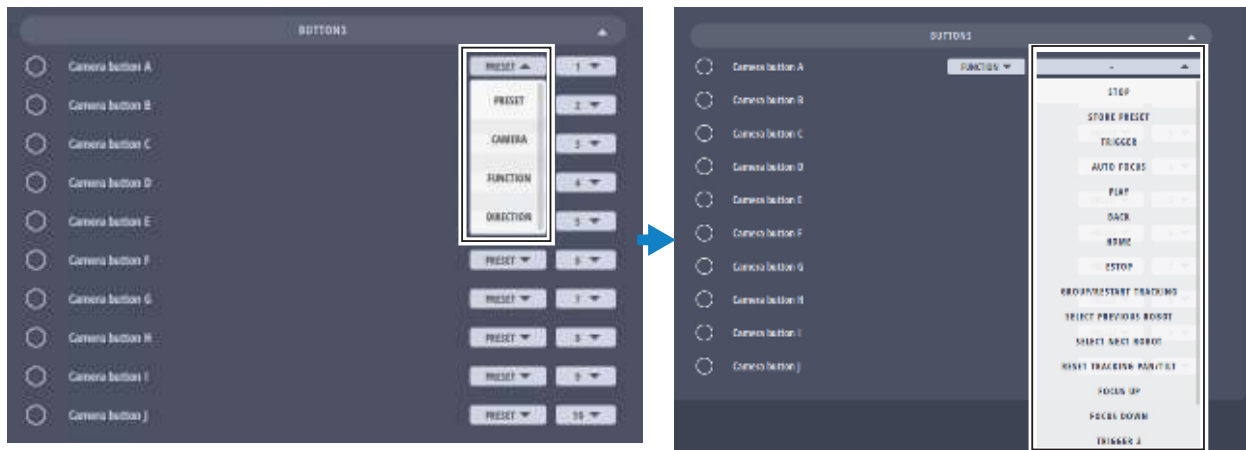 BUTTONS
Camera button A PRESET 1
PRESET
Camera button B 2
CAMERA
Camera button C 3
FUNCTION
Camera button D 4
DIRECTION
Camera button E 5
Camera button F PRESET 6
Camera button G PRESET 7
Camera button H PRESET 8
Camera button I PRESET 9
Camera button J PRESET 10
BUTTONS
Camera button A FUNCTION -
Camera button B
Camera button C
Camera button D
Camera button E
Camera button F
Camera button G
Camera button H
Camera button I
Camera button J
STOP
STORE PRESET
TRIGGER
AUTO FOCUS
PLAY
BACK
HOME
ESTOP
GROUP/RESTART TRACKING
SELECT PREVIOUS ROBOT
SELECT NEXT ROBOT
RESET TRACKING PAN/TILT
FOCUS UP
FOCUS DOWN
TRIGGER 2